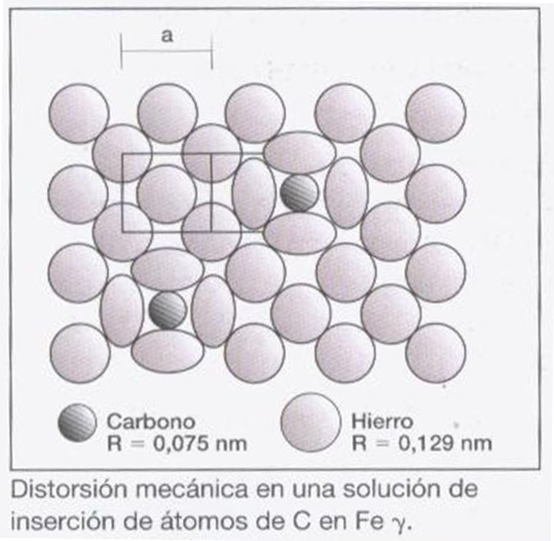 a
Carbono
R = 0,075 nm
Hierro
R = 0,129 nm
Distorsión mecánica en una solución de
inserción de átomos de C en Fe γ.